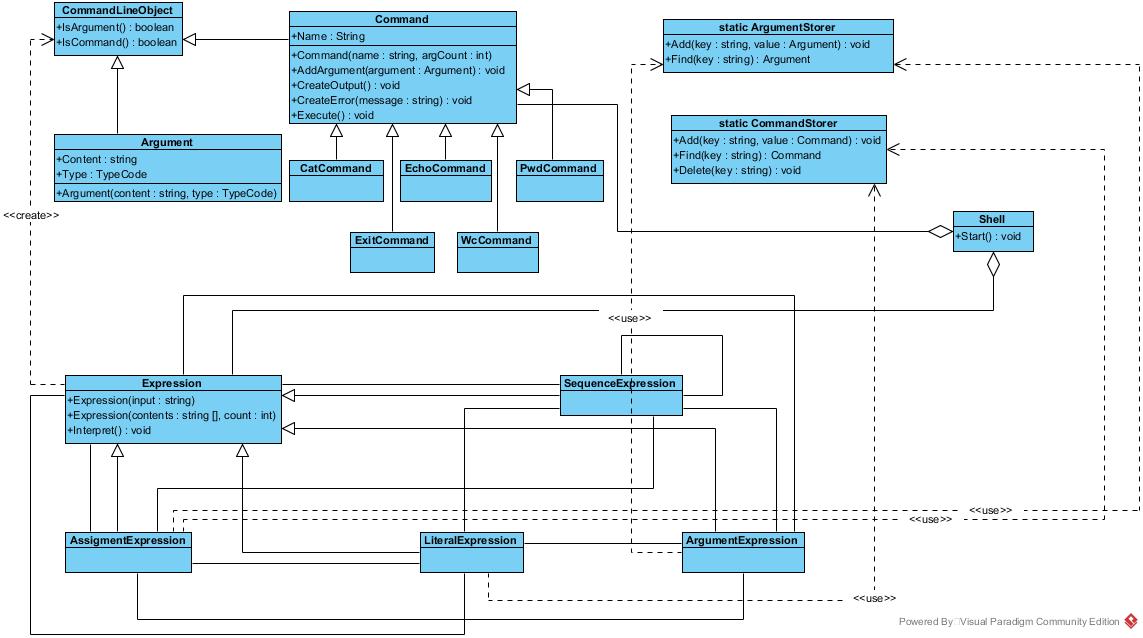 CommandLineObject
+IsArgument() : boolean
+IsCommand() : boolean
Command
+Name : String
+Command(name : string, argCount : int)
+AddArgument(argument : Argument) : void
+CreateOutput() : void
+CreateError(message : string) : void
+Execute() : void
static ArgumentStorer
+Add(key : string, value : Argument) : void
+Find(key : string) : Argument
static CommandStorer
+Add(key : string, value : Command) : void
+Find(key : string) : Command
+Delete(key : string) : void
Argument
+Content : string
+Type : TypeCode
+Argument(content : string, type : TypeCode)
CatCommand
EchoCommand
PwdCommand
<<create>>
Shell
+Start() : void
ExitCommand
WcCommand
<<use>>
Expression
+Expression(input : string)
+Expression(contents : string [], count : int)
+Interpret() : void
SequenceExpression
<<use>>
<<use>>
AssigmentExpression
LiteralExpression
ArgumentExpression
<<use>>
Powered By Visual Paradigm Community Edition